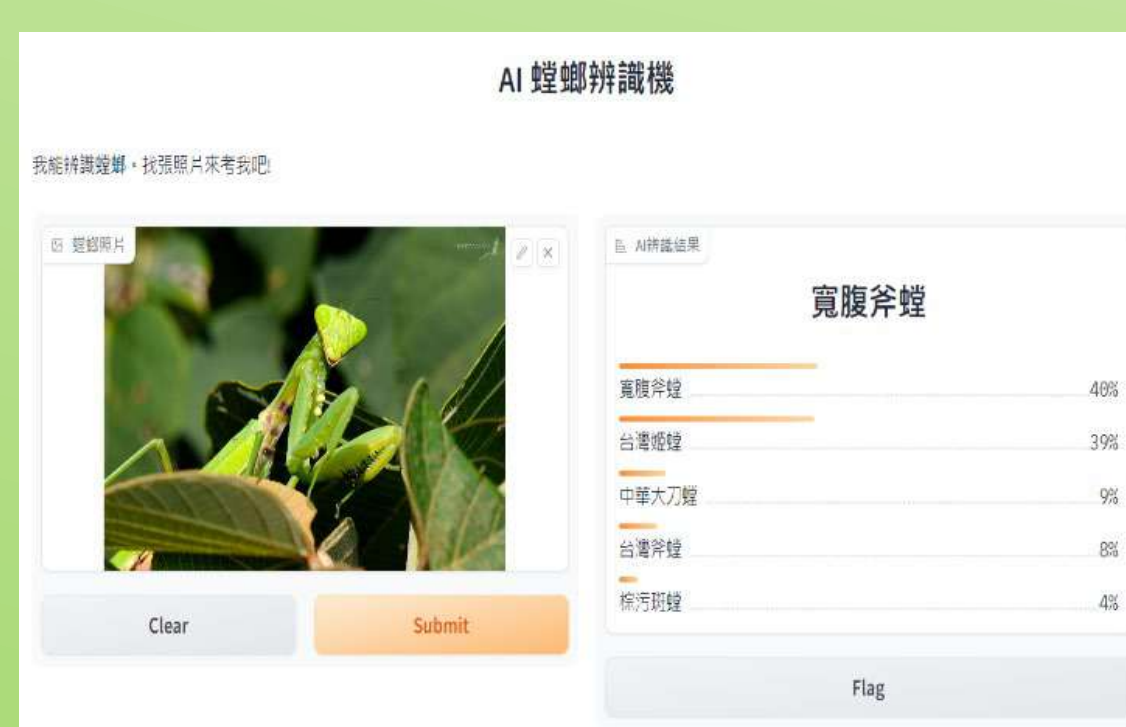 AI 螳螂辨識機
我能辨識螳螂。找張照片來考我吧!
螳螂照片
Clear
Submit
AI辨識結果
寬腹斧螳
寬腹斧螳 40%
台灣姬螳 39%
中華大刀螳 9%
台灣斧螳 8%
棕污斑螳 4%
Flag